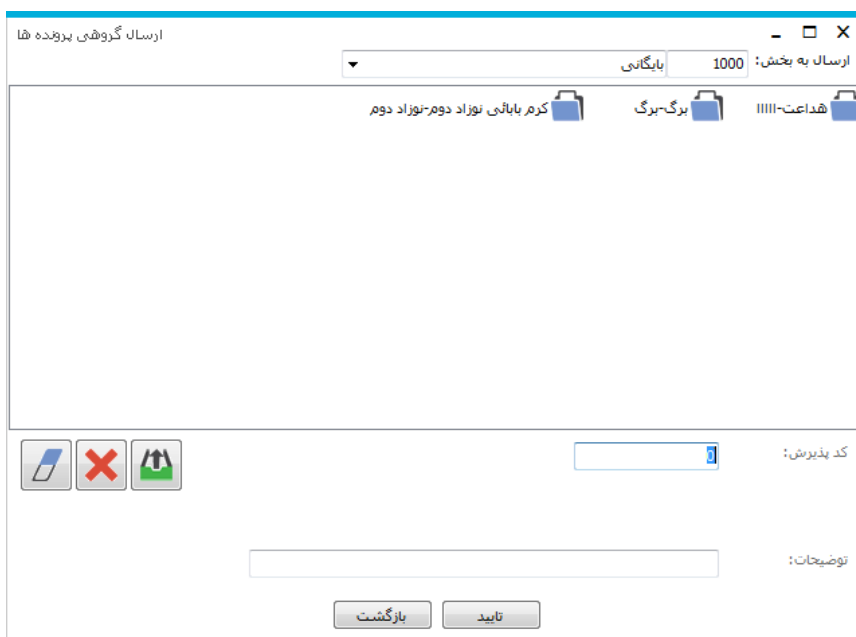 ارسال گروهی پرونده ها
ارسال به بخش: 1000 بایگانی
هداعت-ااااا برگ-برگ کرم بابائی نوزاد دوم-نوزاد دوم
کد پذیرش: 0
توضیحات:
تایید بازگشت